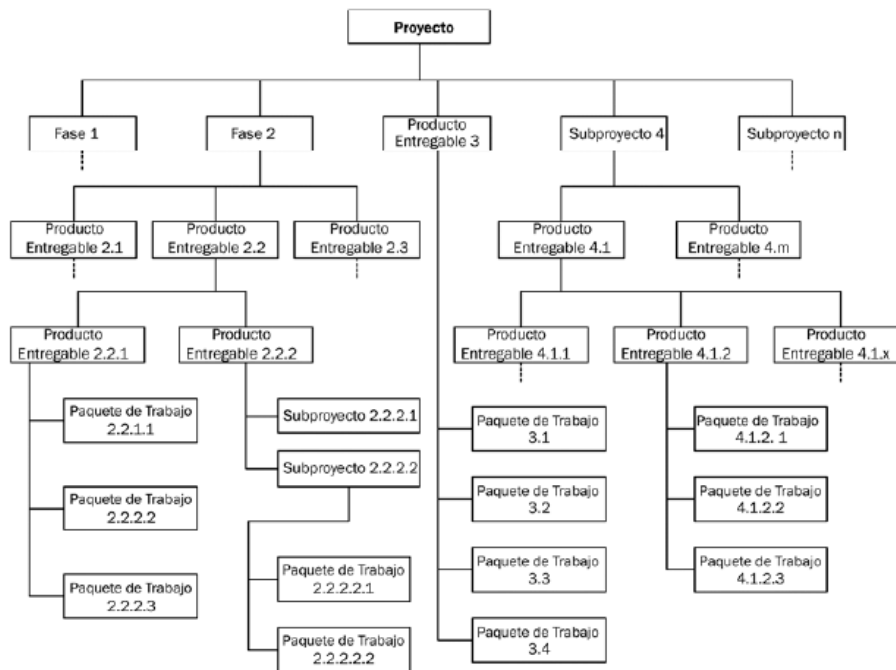 Proyecto
Fase 1
Fase 2
Producto
Entregable 3
Subproyecto 4
Subproyecto n
Producto
Entregable 2.1
Producto
Entregable 2.2
Producto
Entregable 2.3
Producto
Entregable 4.1
Producto
Entregable 4.m
Producto
Entregable 2.2.1
Producto
Entregable 2.2.2
Producto
Entregable 4.1.1
Producto
Entregable 4.1.2
Producto
Entregable 4.1.x
Paquete de Trabajo
2.2.1.1
Subproyecto 2.2.2.1
Paquete de Trabajo
3.1
Paquete de Trabajo
4.1.2. 1
Subproyecto 2.2.2.2
Paquete de Trabajo
2.2.2.2
Paquete de Trabajo
3.2
Paquete de Trabajo
4.1.2.2
Paquete de Trabajo
2.2.2.3
Paquete de Trabajo
2.2.2.2.1
Paquete de Trabajo
3.3
Paquete de Trabajo
4.1.2.3
Paquete de Trabajo
2.2.2.2.2
Paquete de Trabajo
3.4